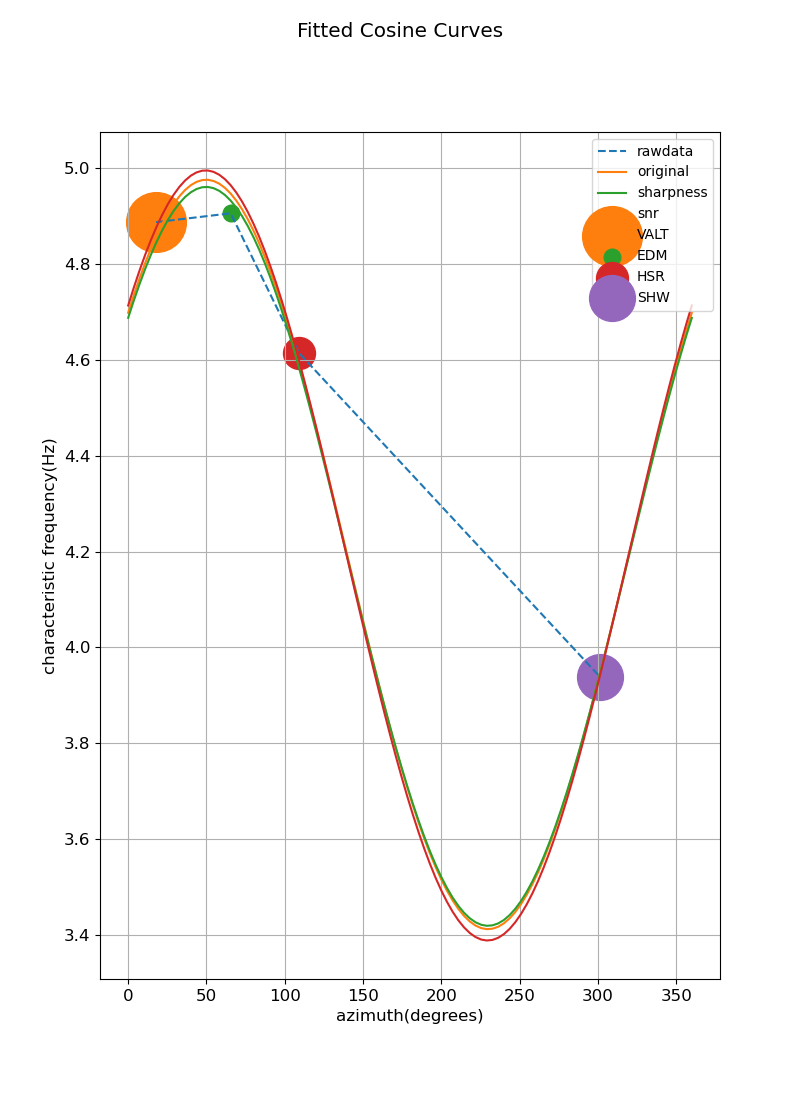 Fitted Cosine Curves
rawdata
original
sharpness
snr
VALT
EDM
HSR
SHW
5.0
4.8
4.6
4.4
4.2
4.0
3.8
3.6
3.4
characteristic frequency(Hz)
0 50 100 150 200 250 300 350
azimuth(degrees)